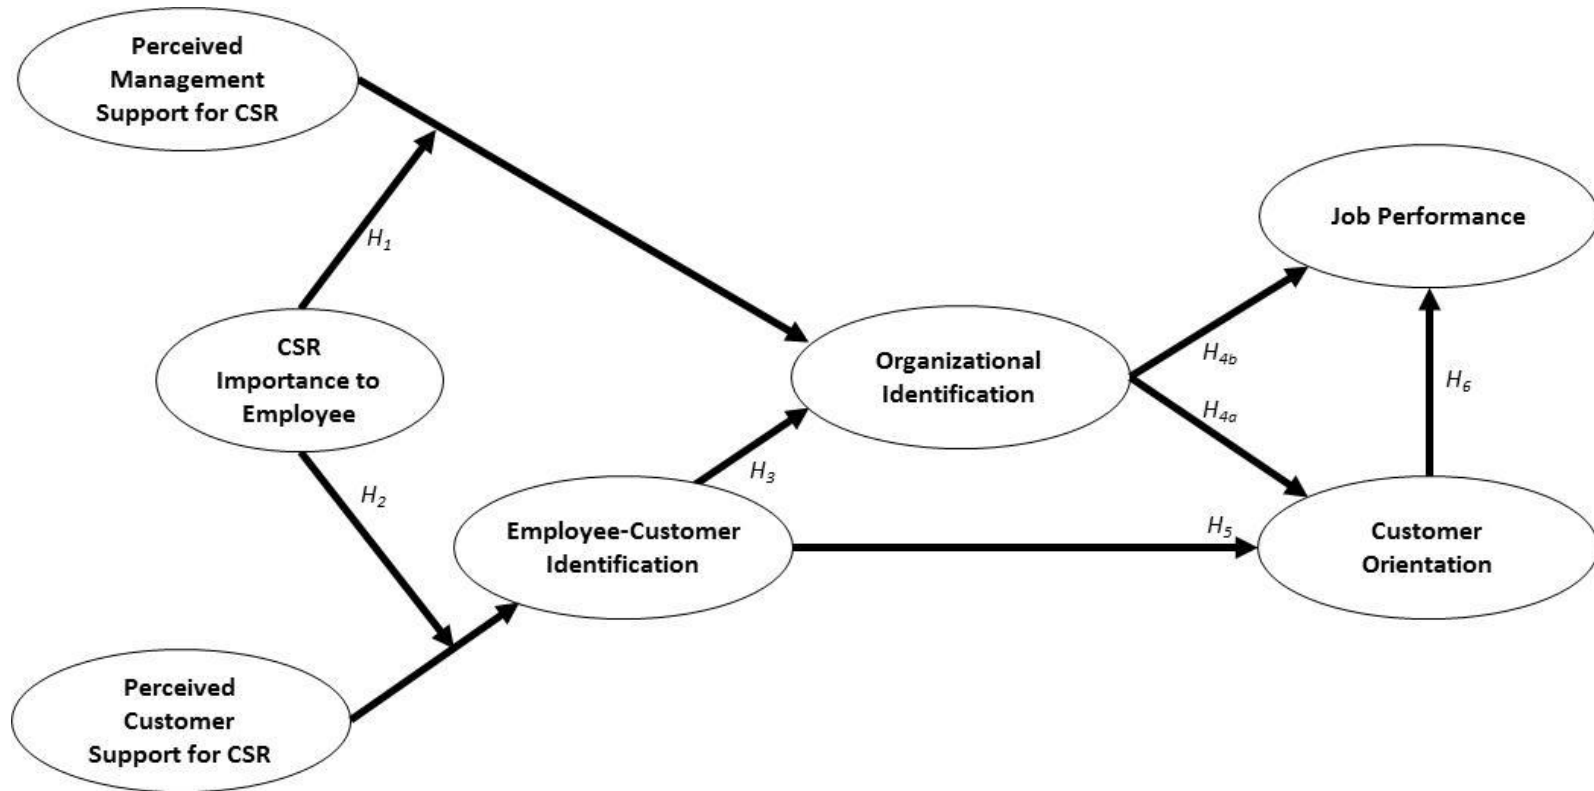 Perceived
Management
Support for CSR
H1
CSR
Importance to
Employee
H2
Perceived
Customer
Support for CSR
Employee-Customer
Identification
H3
Organizational
Identification
H4b
H4a
H5
Job Performance
H6
Customer
Orientation